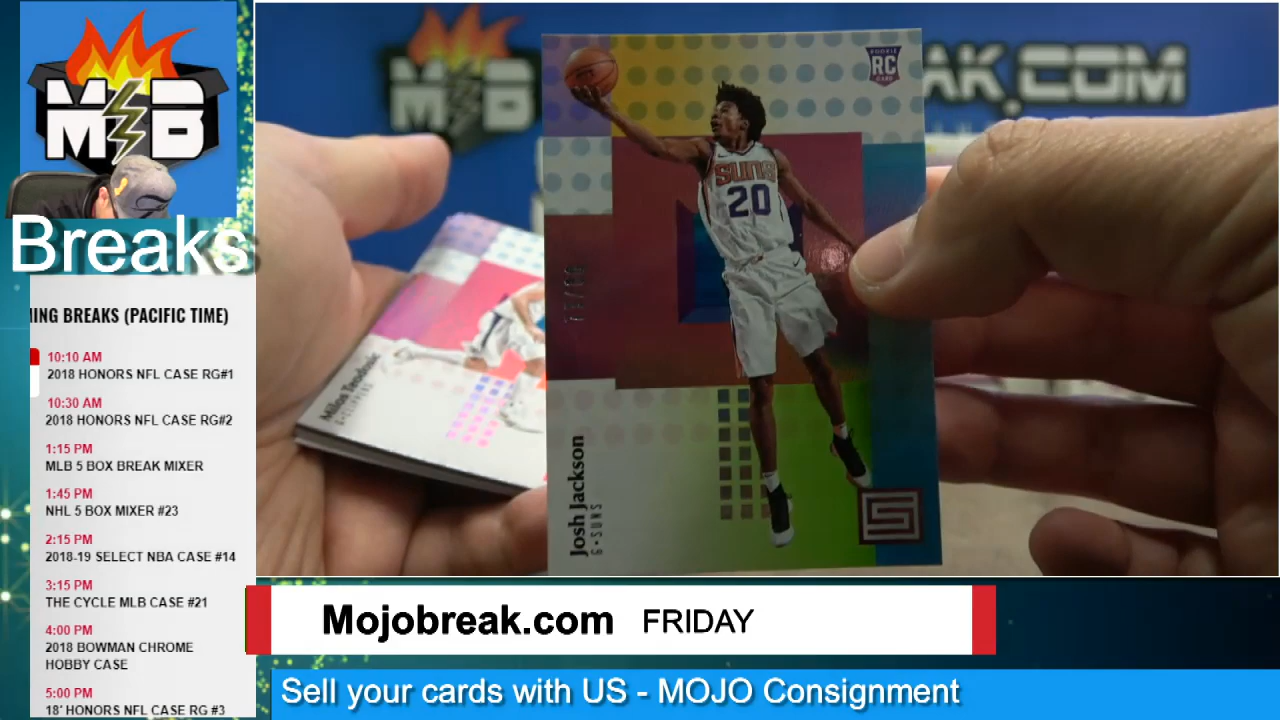 M B
Breaks
ING BREAKS (PACIFIC TIME)
10:10 AM
2018 HONORS NFL CASE RG#1
10:30 AM
2018 HONORS NFL CASE RG#2
1:15 PM
MLB 5 BOX BREAK MIXER
1:45 PM
NHL 5 BOX MIXER #23
2:15 PM
2018-19 SELECT NBA CASE #14
3:15 PM
THE CYCLE MLB CASE #21
4:00 PM
2018 BOWMAN CHROME
HOBBY CASE
5:00 PM
18' HONORS NFL CASE RG #3
M B
AK.COM
ROOKIE
RC
CARD
SUNS
20
Josh Jackson
G•SUNS
Milos Teodosic
G•CLIPPERS
Mojobreak.com FRIDAY
Sell your cards with US - MOJO Consignment